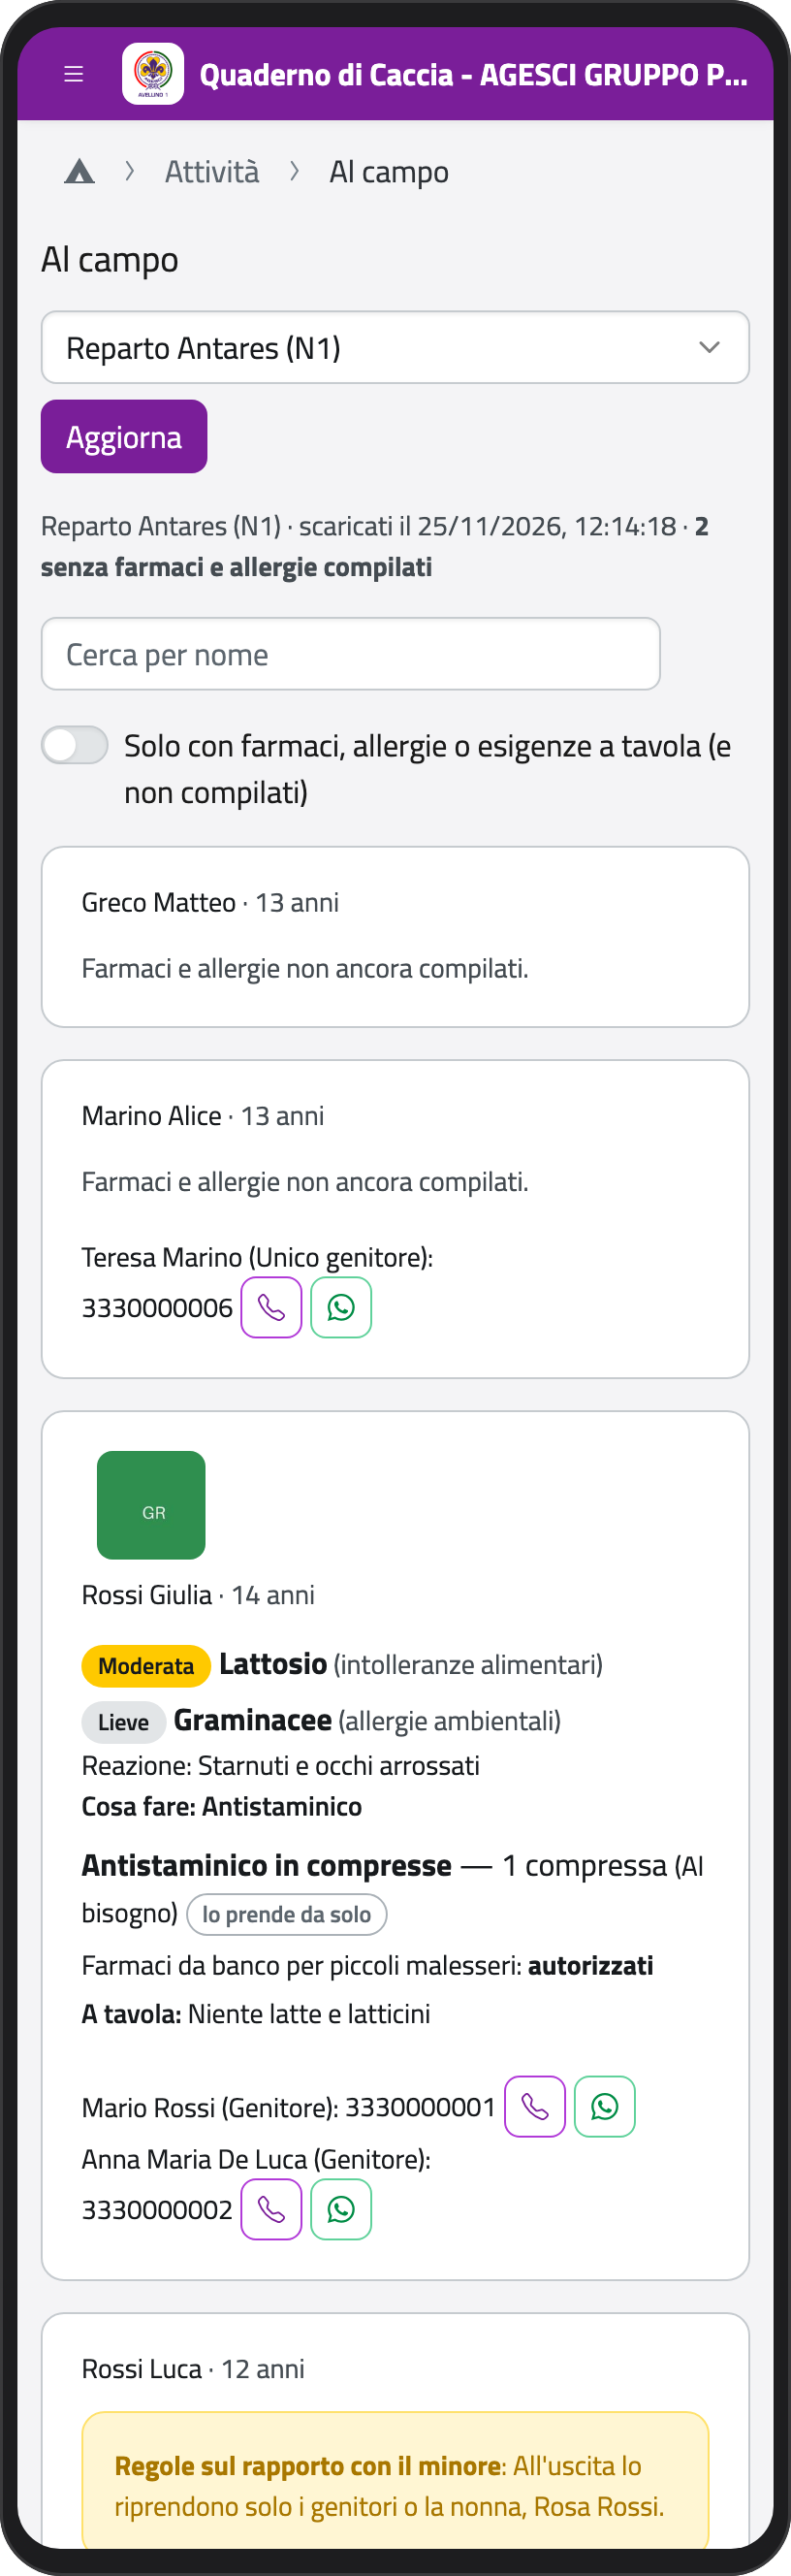 AVELLINO 1
Quaderno di Caccia - AGESCI GRUPPO P...
Attività
Al campo
Al campo
Reparto Antares (N1)
Aggiorna
Reparto Antares (N1) · scaricati il 25/11/2026, 12:14:18 · 2
senza farmaci e allergie compilati
Cerca per nome
Solo con farmaci, allergie o esigenze a tavola (e
non compilati)
Greco Matteo · 13 anni
Farmaci e allergie non ancora compilati.
Marino Alice · 13 anni
Farmaci e allergie non ancora compilati.
Teresa Marino (Unico genitore):
3330000006
GR
Rossi Giulia · 14 anni
Moderata Lattosio (intolleranze alimentari)
Lieve Graminacee (allergie ambientali)
Reazione: Starnuti e occhi arrossati
Cosa fare: Antistaminico
Antistaminico in compresse — 1 compressa (Al
bisogno) lo prende da solo
Farmaci da banco per piccoli malesseri: autorizzati
A tavola: Niente latte e latticini
Mario Rossi (Genitore): 3330000001
Anna Maria De Luca (Genitore):
3330000002
Rossi Luca · 12 anni
Regole sul rapporto con il minore: All'uscita lo
riprendono solo i genitori o la nonna, Rosa Rossi.